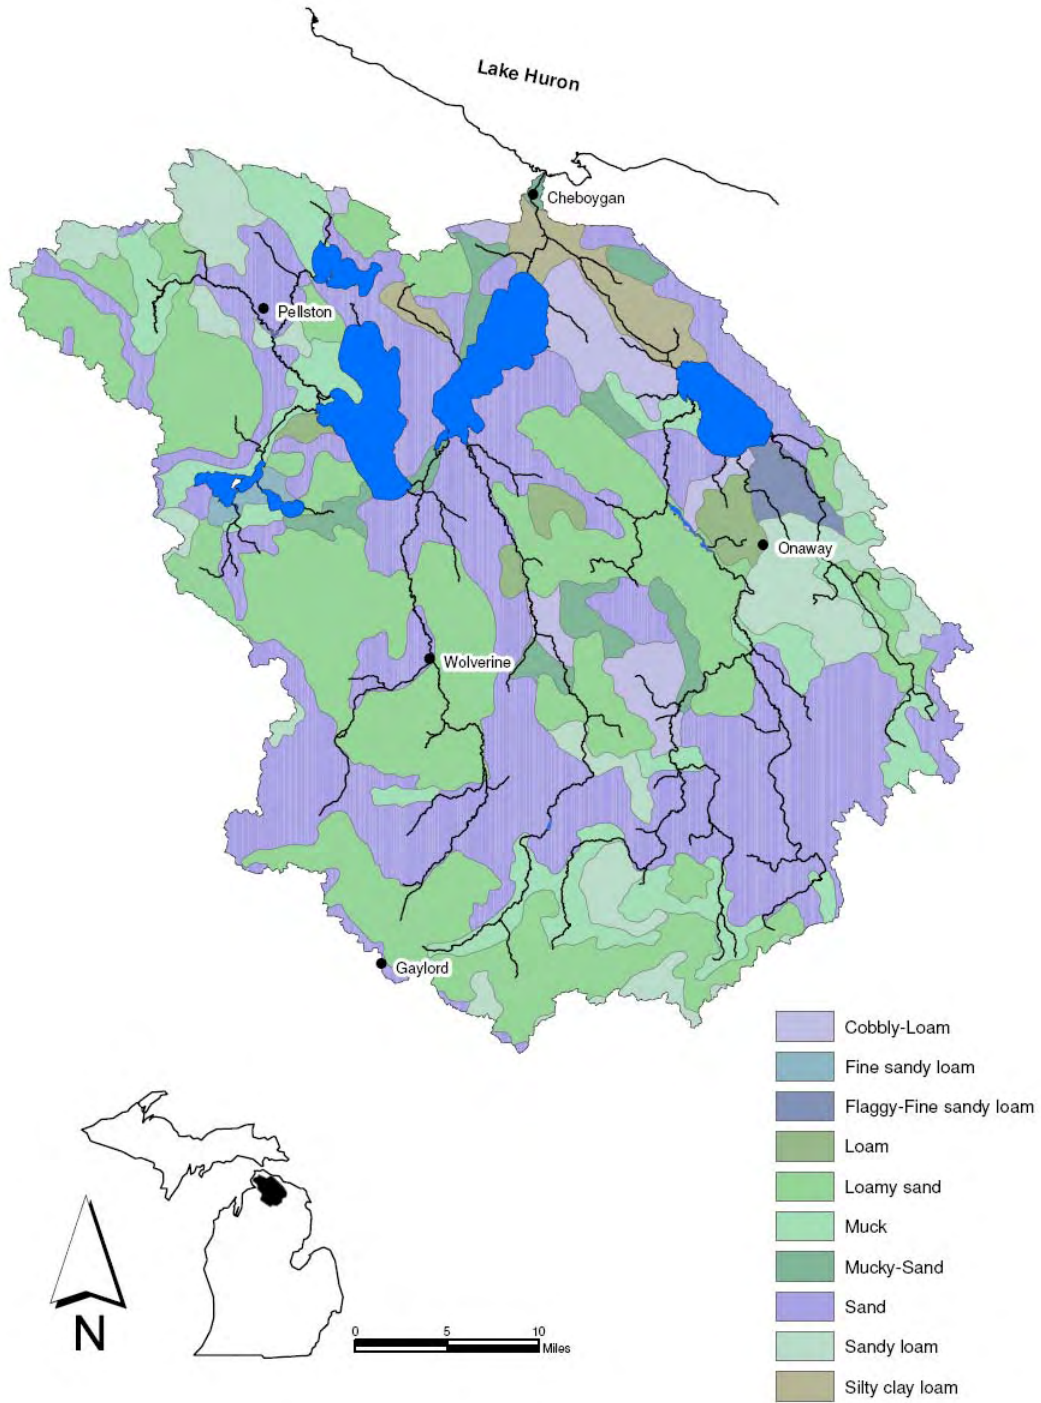 Lake Huron
Cheboygan
Pellston
Onaway
Wolverine
Gaylord
Cobbly-Loam
Fine sandy loam
Flaggy-Fine sandy loam
Loam
Loamy sand
Muck
Mucky-Sand
Sand
Sandy loam
Silty clay loam
N
0 5 10
Miles